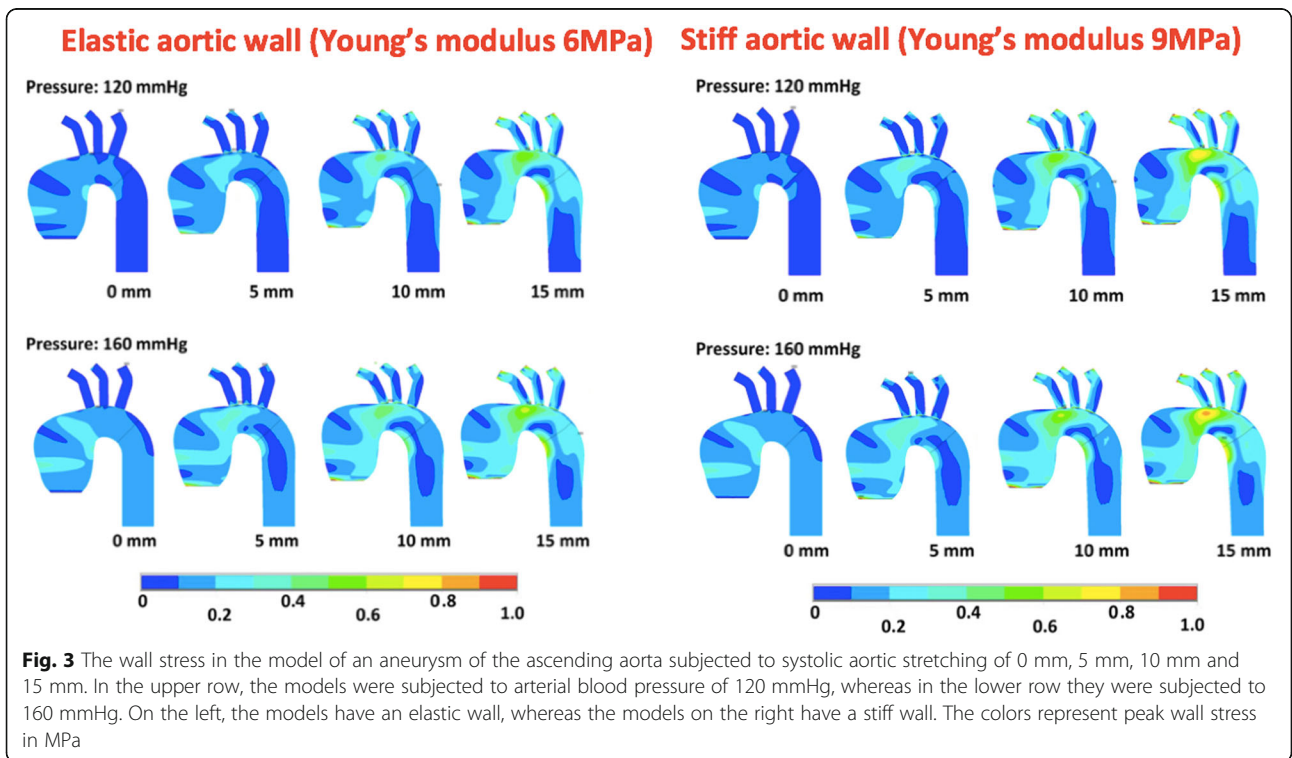 Elastic aortic wall (Young's modulus 6MPa) Stiff aortic wall (Young's modulus 9MPa)
Pressure: 120 mmHg
Pressure: 120 mmHg
0 mm 5 mm 10 mm 15 mm
0 mm 5 mm 10 mm 15 mm
Pressure: 160 mmHg
Pressure: 160 mmHg
0 mm 5 mm 10 mm 15 mm
0 mm 5 mm 10 mm 15 mm
0 0.2 0.4 0.6 0.8 1.0
0 0.2 0.4 0.6 0.8 1.0
Fig. 3 The wall stress in the model of an aneurysm of the ascending aorta subjected to systolic aortic stretching of 0 mm, 5 mm, 10 mm and
15 mm. In the upper row, the models were subjected to arterial blood pressure of 120 mmHg, whereas in the lower row they were subjected to
160 mmHg. On the left, the models have an elastic wall, whereas the models on the right have a stiff wall. The colors represent peak wall stress
in MPa